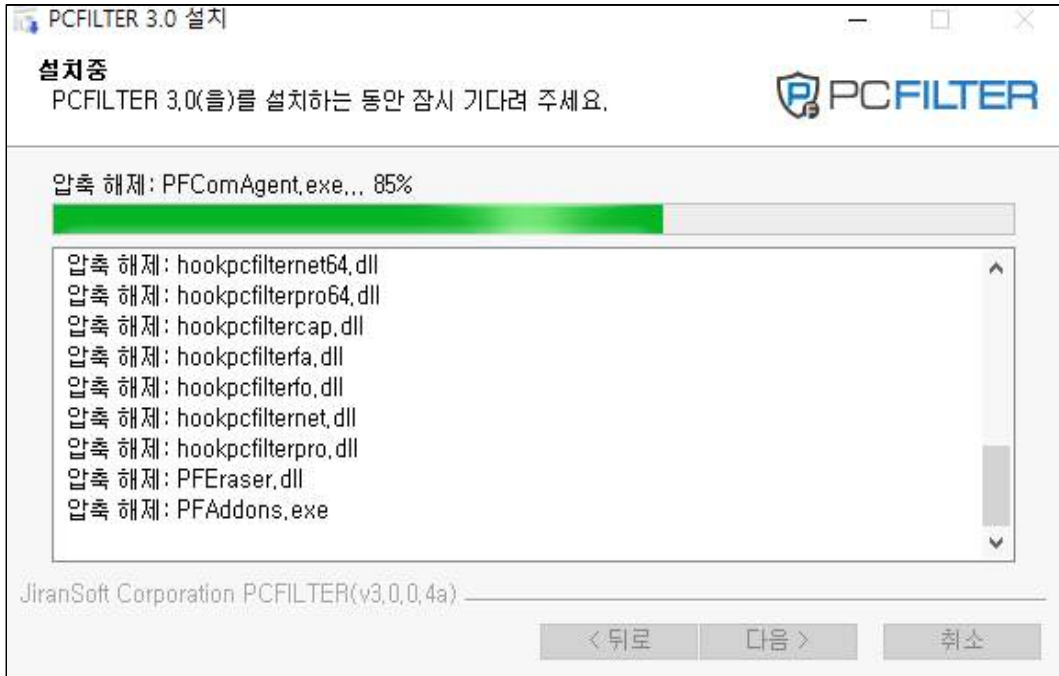 PCFILTER 3.0 설치
설치중
PCFILTER 3.0(을)를 설치하는 동안 잠시 기다려 주세요.
PCFILTER
압축 해제: PFComAgent.exe... 85%
압축 해제: hookpcfilternet64.dll
압축 해제: hookpcfilterpro64.dll
압축 해제: hookpcfiltercap.dll
압축 해제: hookpcfilterfa.dll
압축 해제: hookpcfilterfo.dll
압축 해제: hookpcfilternet.dll
압축 해제: hookpcfilterpro.dll
압축 해제: PFEraser.dll
압축 해제: PFAddons.exe
JiranSoft Corporation PCFILTER(v3.0.0.4a)
< 뒤로 다음 > 취소